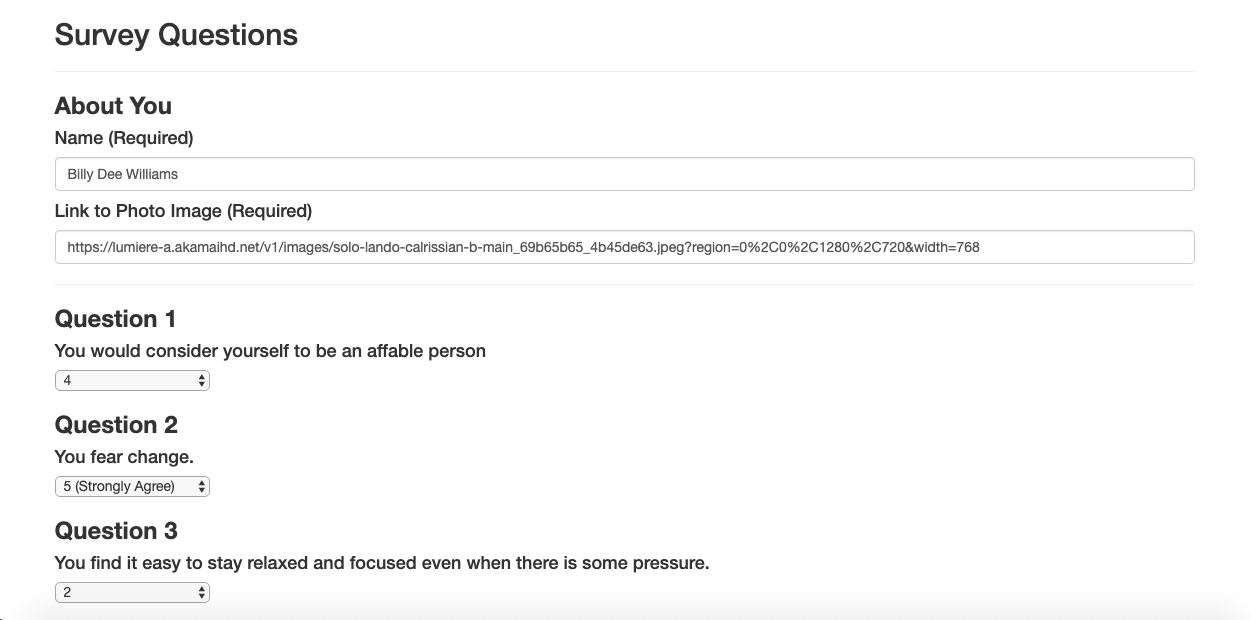 Survey Questions
About You
Name (Required)
Billy Dee Williams
Link to Photo Image (Required)
https://lumiere-a.akamaihd.net/v1/images/solo-lando-calrissian-b-main_69b65b65_4b45de63.jpeg?region=0%2C0%2C1280%2C720&width=768
Question 1
You would consider yourself to be an affable person
4
Question 2
You fear change.
5 (Strongly Agree)
Question 3
You find it easy to stay relaxed and focused even when there is some pressure.
2